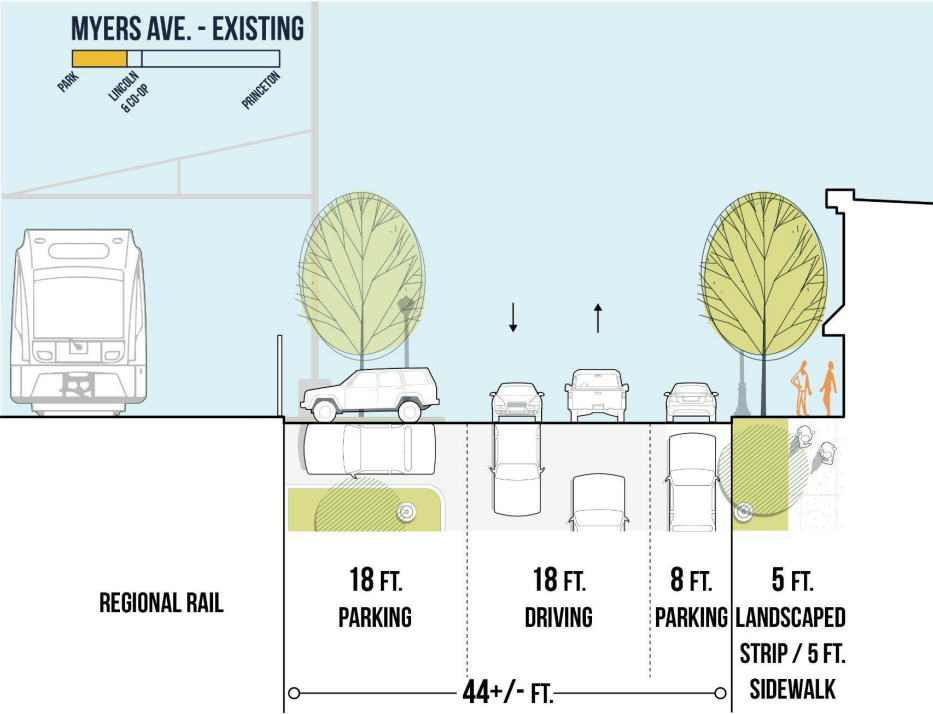 MYERS AVE. - EXISTING
PARK
LINCOLN
& CO-OP
PRINCETON
REGIONAL RAIL
18 FT.
PARKING
18 FT.
DRIVING
8 FT.
PARKING
5 FT.
LANDSCAPED
STRIP / 5 FT.
SIDEWALK
44+/- FT.